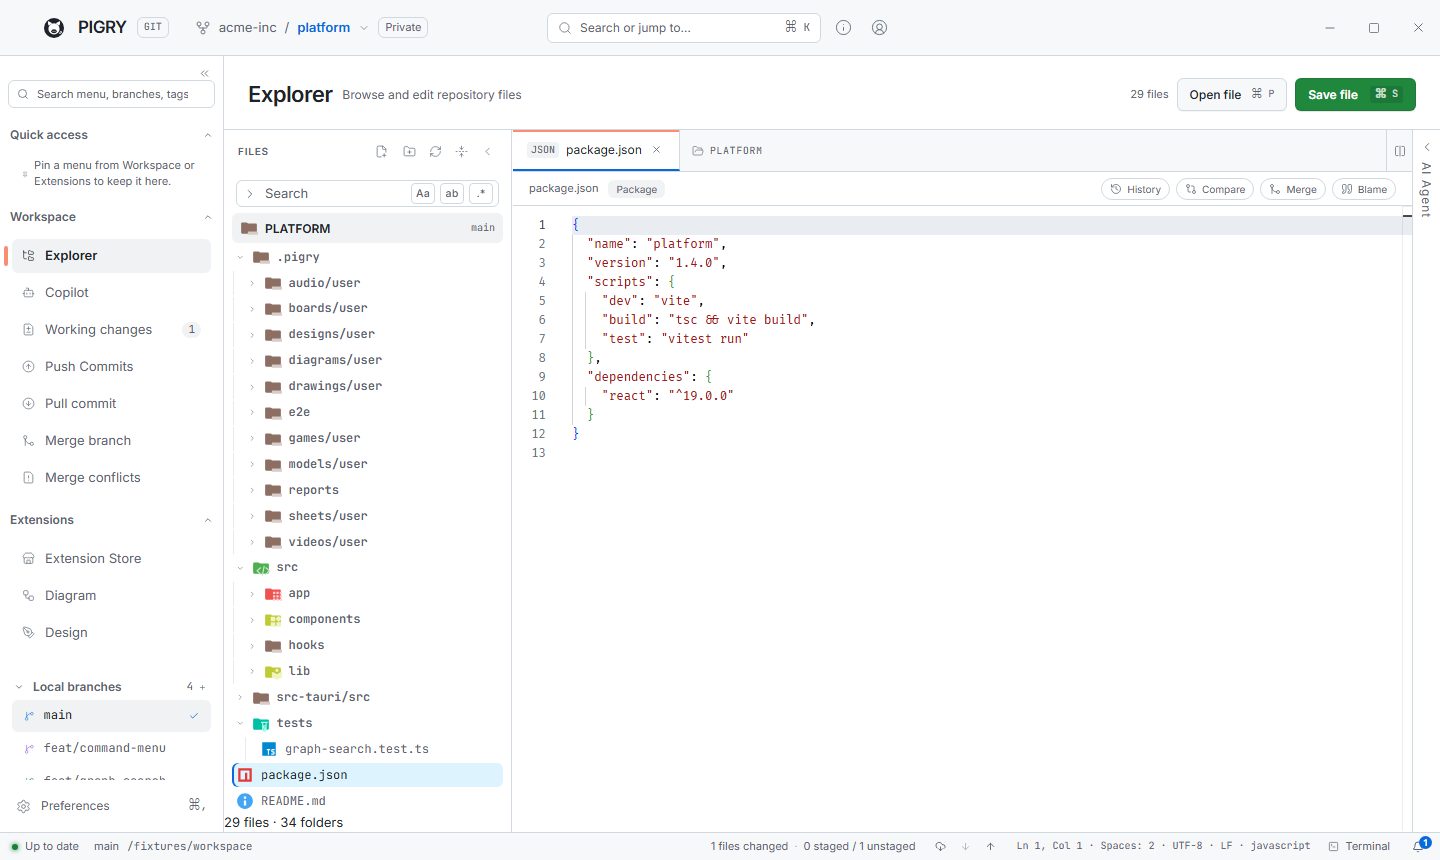 PIGRY GIT acme-inc / platform Private Search or jump to... ⌘ K
Search menu, branches, tags
Quick access
Pin a menu from Workspace or
Extensions to keep it here.
Workspace
Explorer
Copilot
Working changes 1
Push Commits
Pull commit
Merge branch
Merge conflicts
Extensions
Extension Store
Diagram
Design
Local branches 4 +
main
feat/command-menu
feat/graph-search
Preferences ⌘,
Explorer Browse and edit repository files 29 files Open file ⌘ P Save file ⌘ S
FILES
Search Aa ab .*
PLATFORM main
.pigry
audio/user
boards/user
designs/user
diagrams/user
drawings/user
e2e
games/user
models/user
reports
sheets/user
videos/user
src
app
components
hooks
lib
src-tauri/src
tests
TS graph-search.test.ts
package.json
README.md
29 files · 34 folders
JSON package.json PLATFORM
package.json Package History Compare Merge Blame
1 {
2 "name": "platform",
3 "version": "1.4.0",
4 "scripts": {
5 "dev": "vite",
6 "build": "tsc && vite build",
7 "test": "vitest run"
8 },
9 "dependencies": {
10 "react": "^19.0.0"
11 }
12 }
13
AI Agent
Up to date main /fixtures/workspace 1 files changed · 0 staged / 1 unstaged Ln 1, Col 1 · Spaces: 2 · UTF-8 · LF · javascript Terminal 1